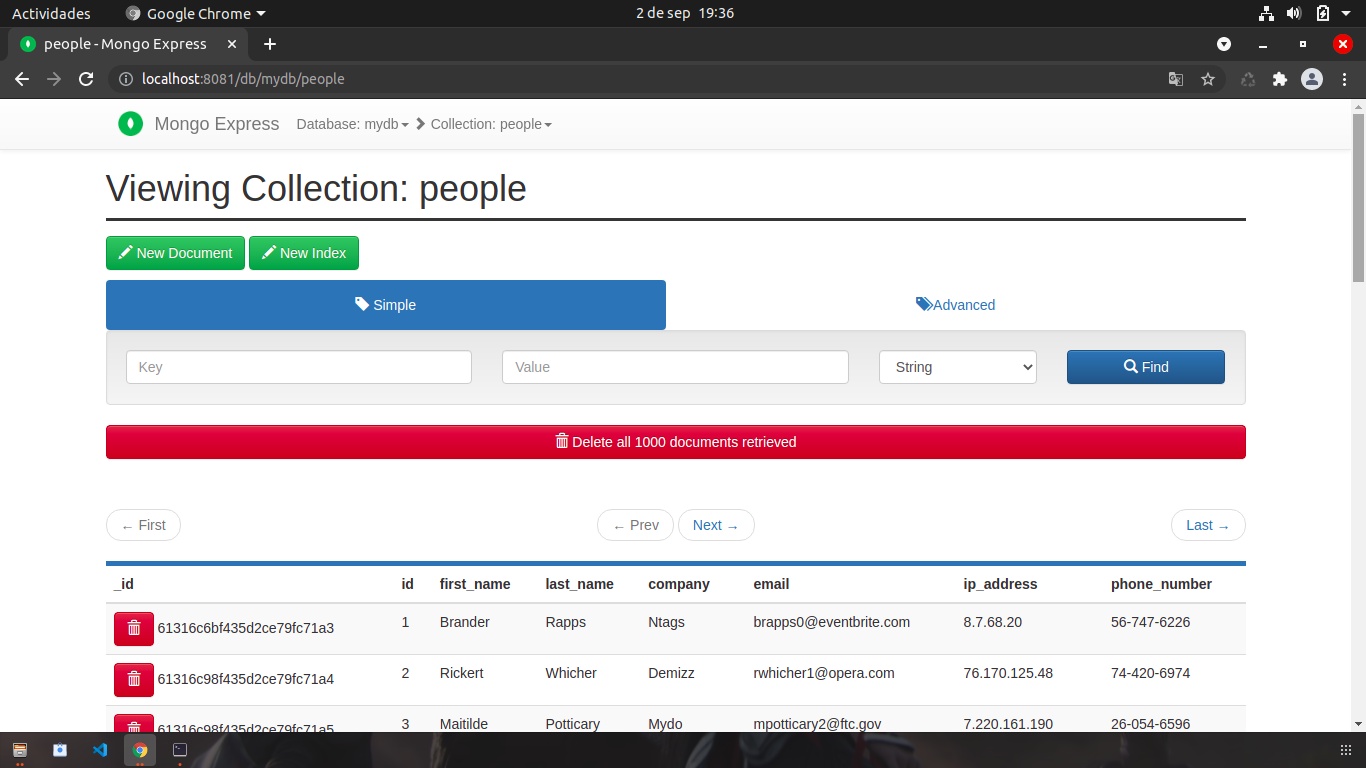 Actividades Google Chrome 2 de sep 19:36
people - Mongo Express
localhost:8081/db/mydb/people
Mongo Express Database: mydb Collection: people
Viewing Collection: people
New Document New Index
Simple Advanced
Key Value String Find
Delete all 1000 documents retrieved
← First ← Prev Next → Last →
_id id first_name last_name company email ip_address phone_number
61316c6bf435d2ce79fc71a3 1 Brander Rapps Ntags brapps0@eventbrite.com 8.7.68.20 56-747-6226
61316c98f435d2ce79fc71a4 2 Rickert Whicher Demizz rwhicher1@opera.com 76.170.125.48 74-420-6974
61316c98f435d2ce79fc71a5 3 Maitilde Potticary Mydo mpotticary2@ftc.gov 7.220.161.190 26-054-6596